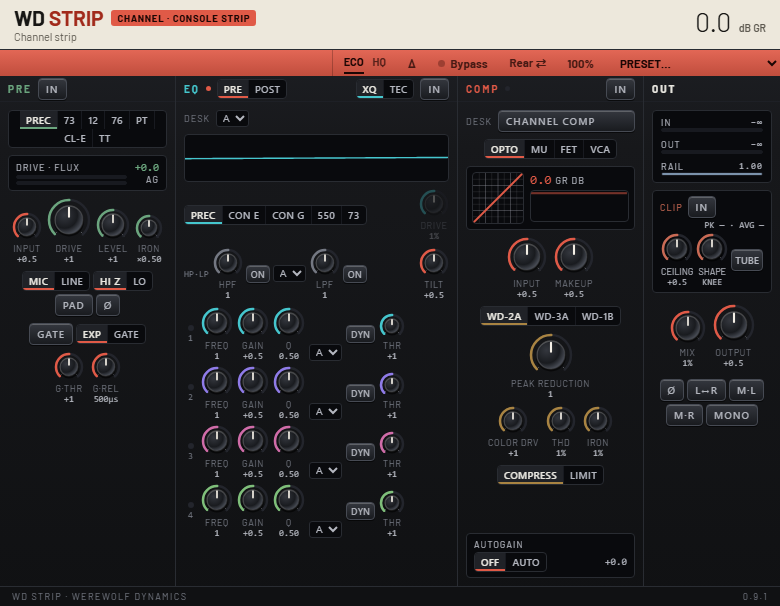 WD STRIP CHANNEL · CONSOLE STRIP
Channel strip
0.0 dB GR
ECO HQ Δ Bypass Rear ⇄ 100% PRESET...
PRE IN
PREC 73 12 76 PT
CL-E TT
DRIVE · FLUX +0.0
AG
INPUT DRIVE LEVEL IRON
+0.5 +1 +1 ×0.50
MIC LINE HI Z LO
PAD Ø
GATE EXP GATE
G·THR G·REL
+1 500µs
EQ PRE POST XQ TEC IN
DESK A
PREC CON E CON G 550 73
DRIVE
1%
HP·LP HPF ON A LPF ON TILT
1 1 +0.5
1 FREQ GAIN Q A DYN THR
1 +0.5 0.50 +1
2 FREQ GAIN Q A DYN THR
1 +0.5 0.50 +1
3 FREQ GAIN Q A DYN THR
1 +0.5 0.50 +1
4 FREQ GAIN Q A DYN THR
1 +0.5 0.50 +1
COMP IN
DESK CHANNEL COMP
OPTO MU FET VCA
0.0 GR DB
INPUT MAKEUP
+0.5 +0.5
WD-2A WD-3A WD-1B
PEAK REDUCTION
1
COLOR DRV THD IRON
+1 1% 1%
COMPRESS LIMIT
AUTOGAIN
OFF AUTO +0.0
OUT
IN -∞
OUT -∞
RAIL 1.00
CLIP IN
PK — · AVG —
CEILING SHAPE TUBE
+0.5 KNEE
MIX OUTPUT
1% +0.5
Ø L↔R M·L
M·R MONO
WD STRIP · WEREWOLF DYNAMICS 0.9.1